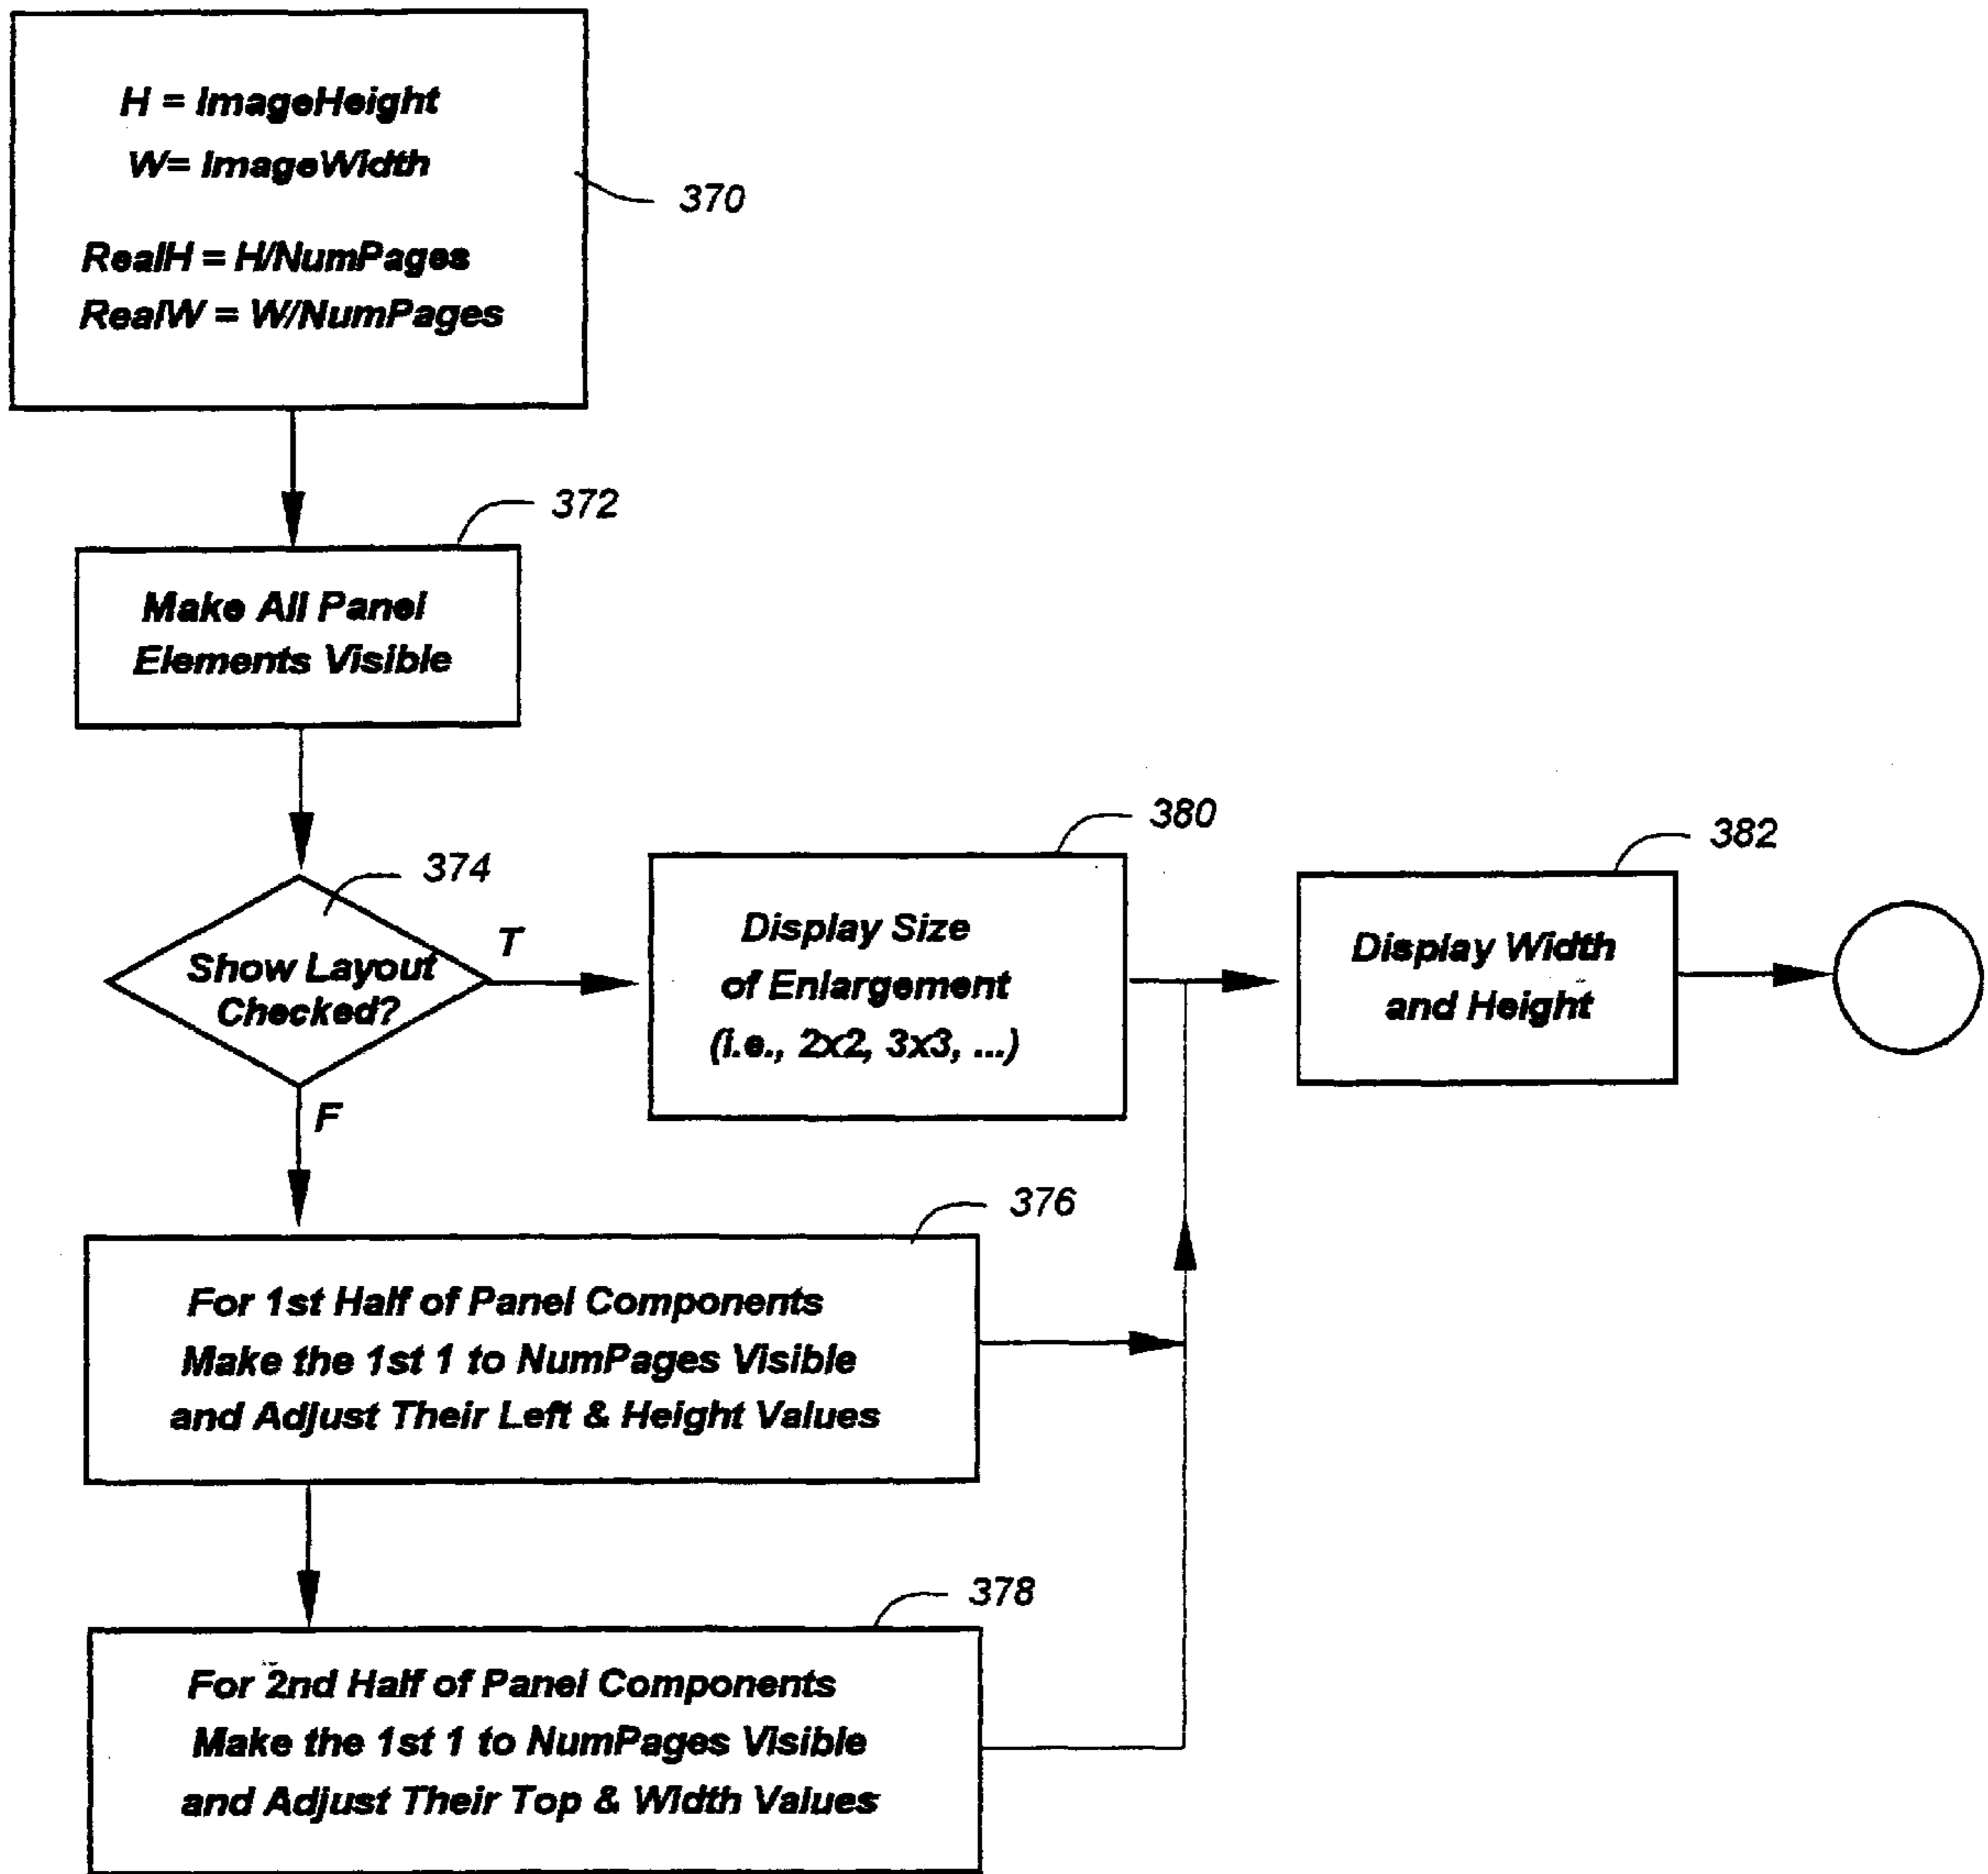 H = ImageHeight
W= ImageWidth
RealH = H/NumPages
RealW = W/NumPages
370
372
Make All Panel
Elements Visible
374
Show Layout
Checked?
T
F
380
Display Size
of Enlargement
(i.e., 2x2, 3x3, ...)
382
Display Width
and Height
376
For 1st Half of Panel Components
Make the 1st 1 to NumPages Visible
and Adjust Their Left & Height Values
378
For 2nd Half of Panel Components
Make the 1st 1 to NumPages Visible
and Adjust Their Top & Width Values